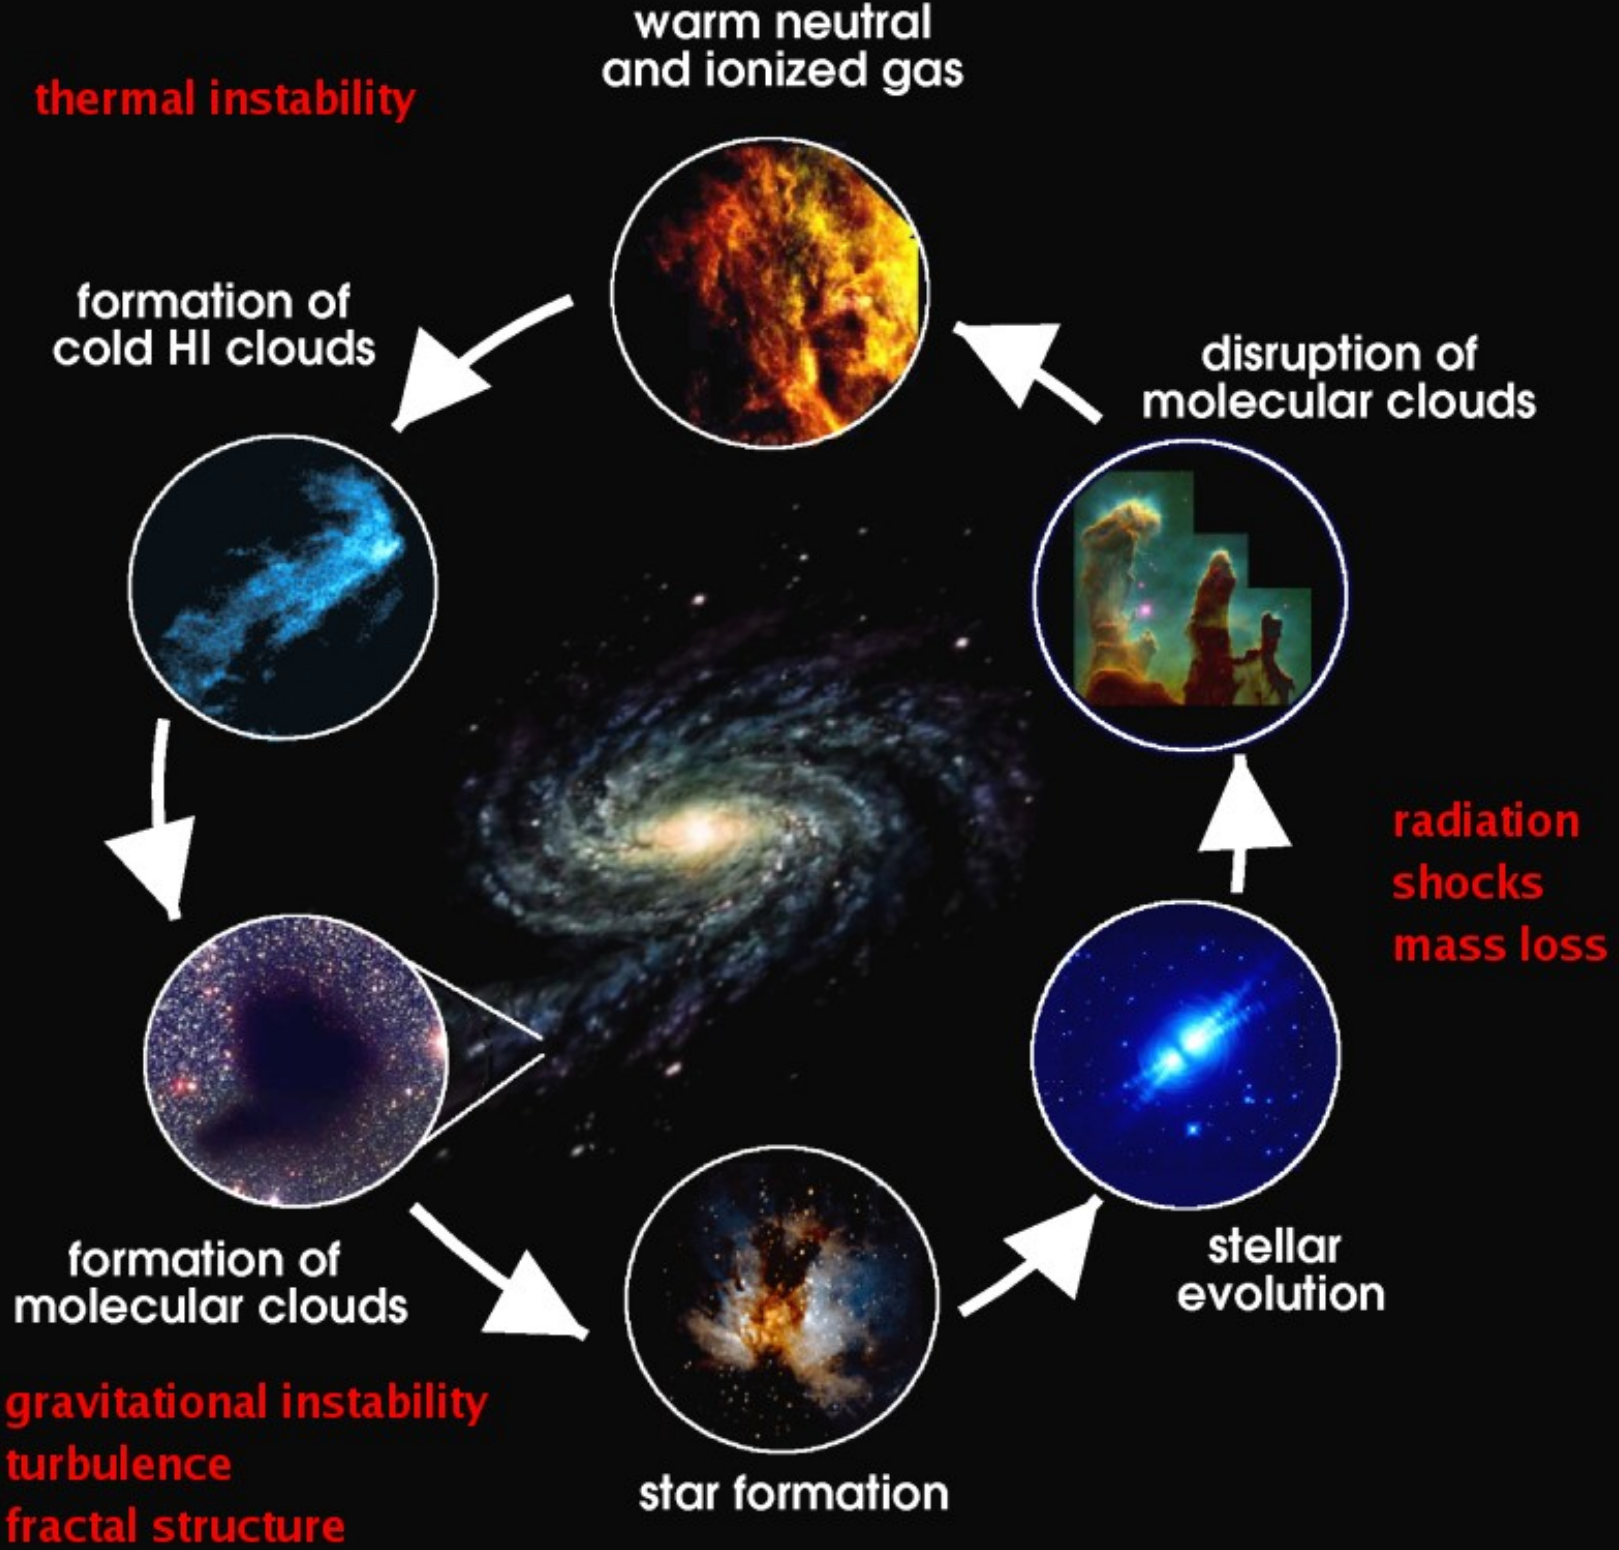 warm neutral
and ionized gas
thermal instability
formation of
cold HI clouds
disruption of
molecular clouds
radiation
shocks
mass loss
formation of
molecular clouds
stellar
evolution
gravitational instability
turbulence
fractal structure
star formation